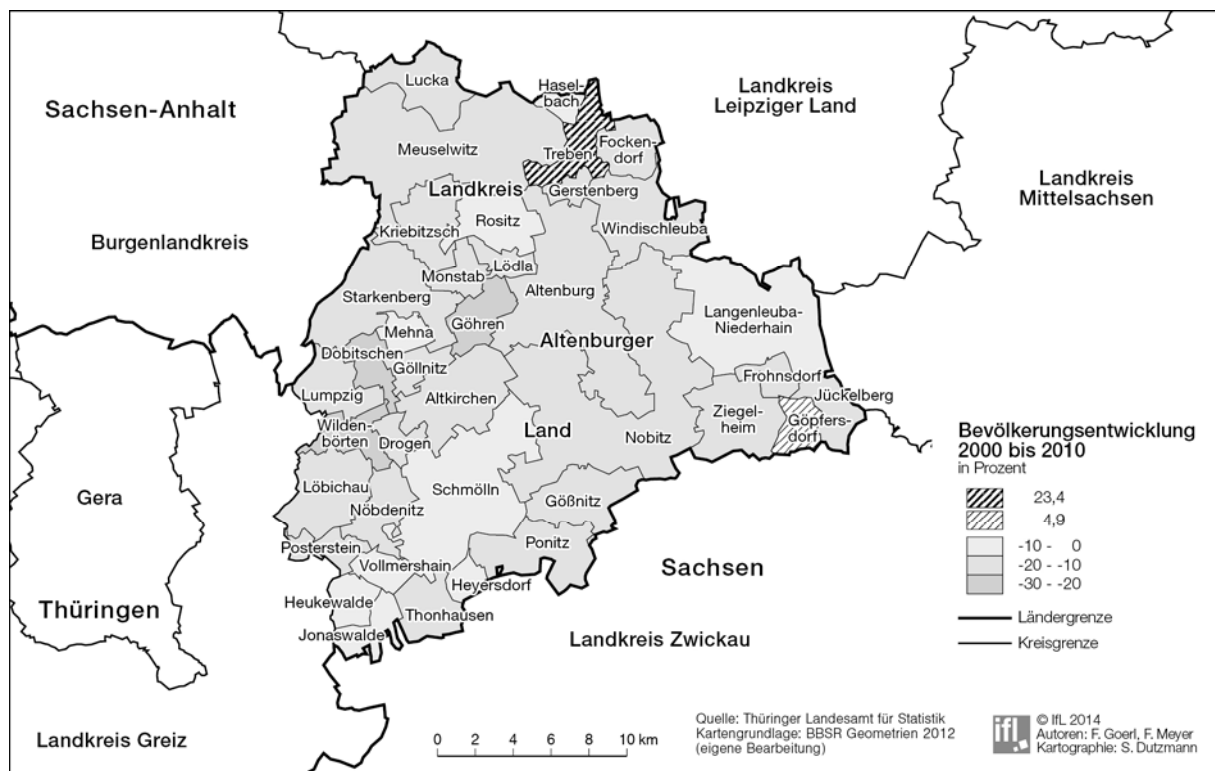 Sachsen-Anhalt
Burgenlandkreis
Landkreis
Leipziger Land
Landkreis
Mittelsachsen
Lucka
Hasel-
bach
Meuselwitz
Treben
Focken-
dorf
Landkreis
Gerstenberg
Rositz
Kriebitzsch
Windischleuba
Monstab
Lödla
Starkenberg
Altenburg
Langenleuba-
Niederhain
Mehna
Göhren
Altenburger
Dobitschen
Göllnitz
Frohnsdorf
Lumpzig
Altkirchen
Jückelberg
Ziegel-
heim
Göpfers-
dorf
Wilden-
börten
Drogen
Land
Nobitz
Löbichau
Schmölln
Gößnitz
Nöbdenitz
Posterstein
Ponitz
Vollmershain
Heyersdorf
Heukewalde
Thonhausen
Jonaswalde
Gera
Thüringen
Landkreis Greiz
Sachsen
Landkreis Zwickau
Bevölkerungsentwicklung
2000 bis 2010
in Prozent
23,4
4,9
-10 - 0
-20 - -10
-30 - -20
Ländergrenze
Kreisgrenze
0 2 4 6 8 10 km
Quelle: Thüringer Landesamt für Statistik
Kartengrundlage: BBSR Geometrien 2012
(eigene Bearbeitung)
ifl
© IfL 2014
Autoren: F. Goerl, F. Meyer
Kartographie: S. Dutzmann